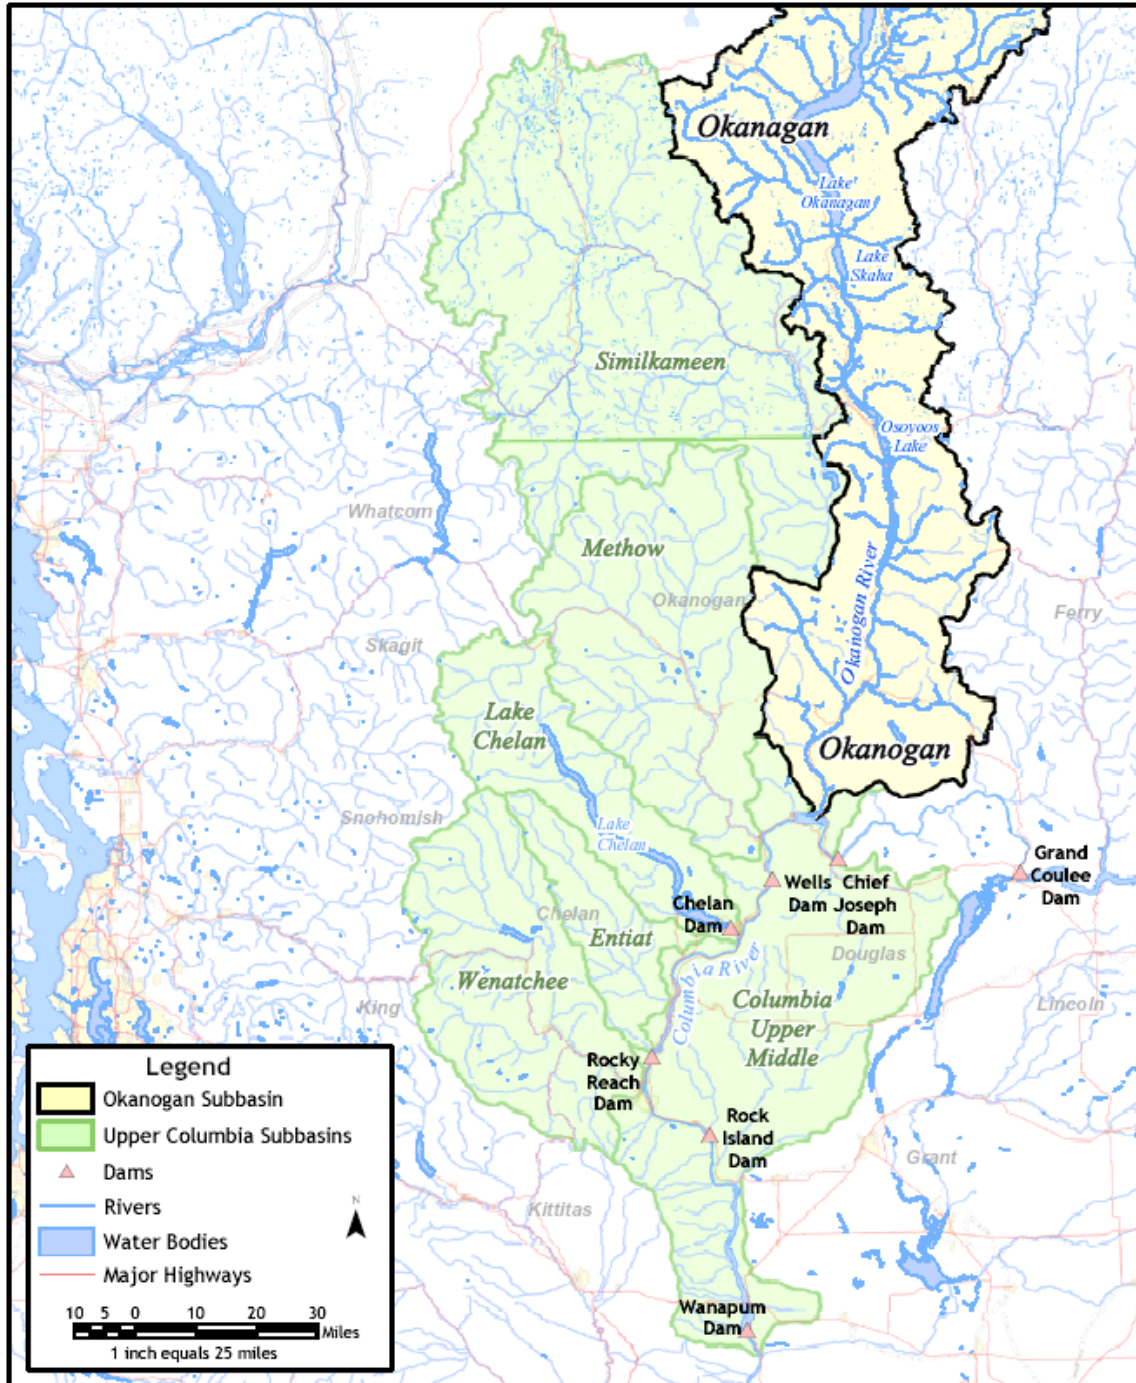 Okanagan
Lake
Okanagan
Lake
Skaha
Similkameen
Osoyoos
Lake
Whatcom
Methow
Okanogan
Okanogan River
Ferry
Skagit
Lake
Chelan
Okanogan
Snohomish
Lake
Chelan
Grand
Coulee
Dam
Wells
Dam
Chief
Joseph
Dam
Chelan
Dam
Chelan
Entiat
Douglas
Columbia River
Wenatchee
King
Columbia
Upper
Middle
Lincoln
Rocky
Reach
Dam
Rock
Island
Dam
Grant
Kittitas
Wanapum
Dam
Legend
Okanogan Subbasin
Upper Columbia Subbasins
Dams
Rivers
N
Water Bodies
Major Highways
10 5 0 10 20 30
Miles
1 inch equals 25 miles